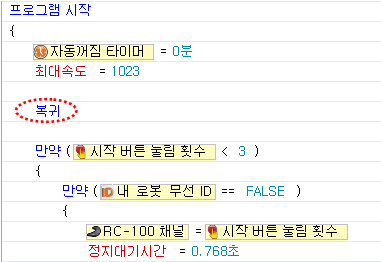 프로그램 시작
{
자동꺼짐 타이머 = 0분
최대속도 = 1023
복귀
만약 ( 시작 버튼 눌림 횟수 < 3 )
{
만약 ( ID 내 로봇 무선 ID == FALSE )
{
RC-100 채널 = 시작 버튼 눌림 횟수
정지대기시간 = 0.768초